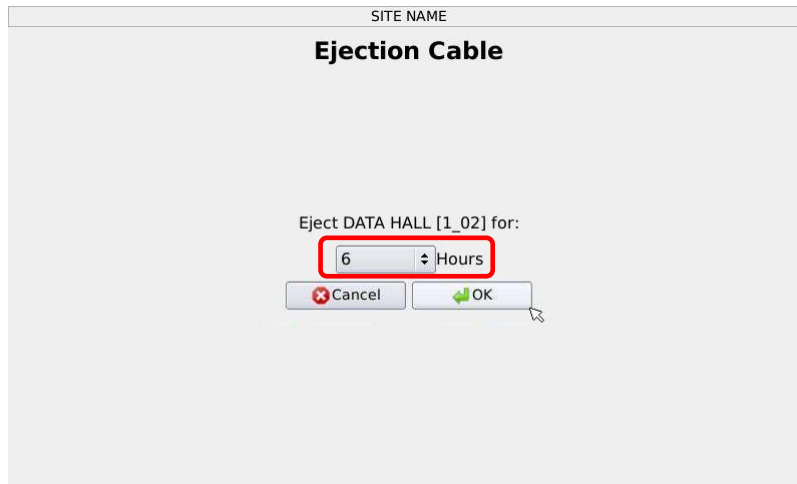 SITE NAME
Ejection Cable
Eject DATA HALL [1_02] for:
6 Hours
Cancel OK